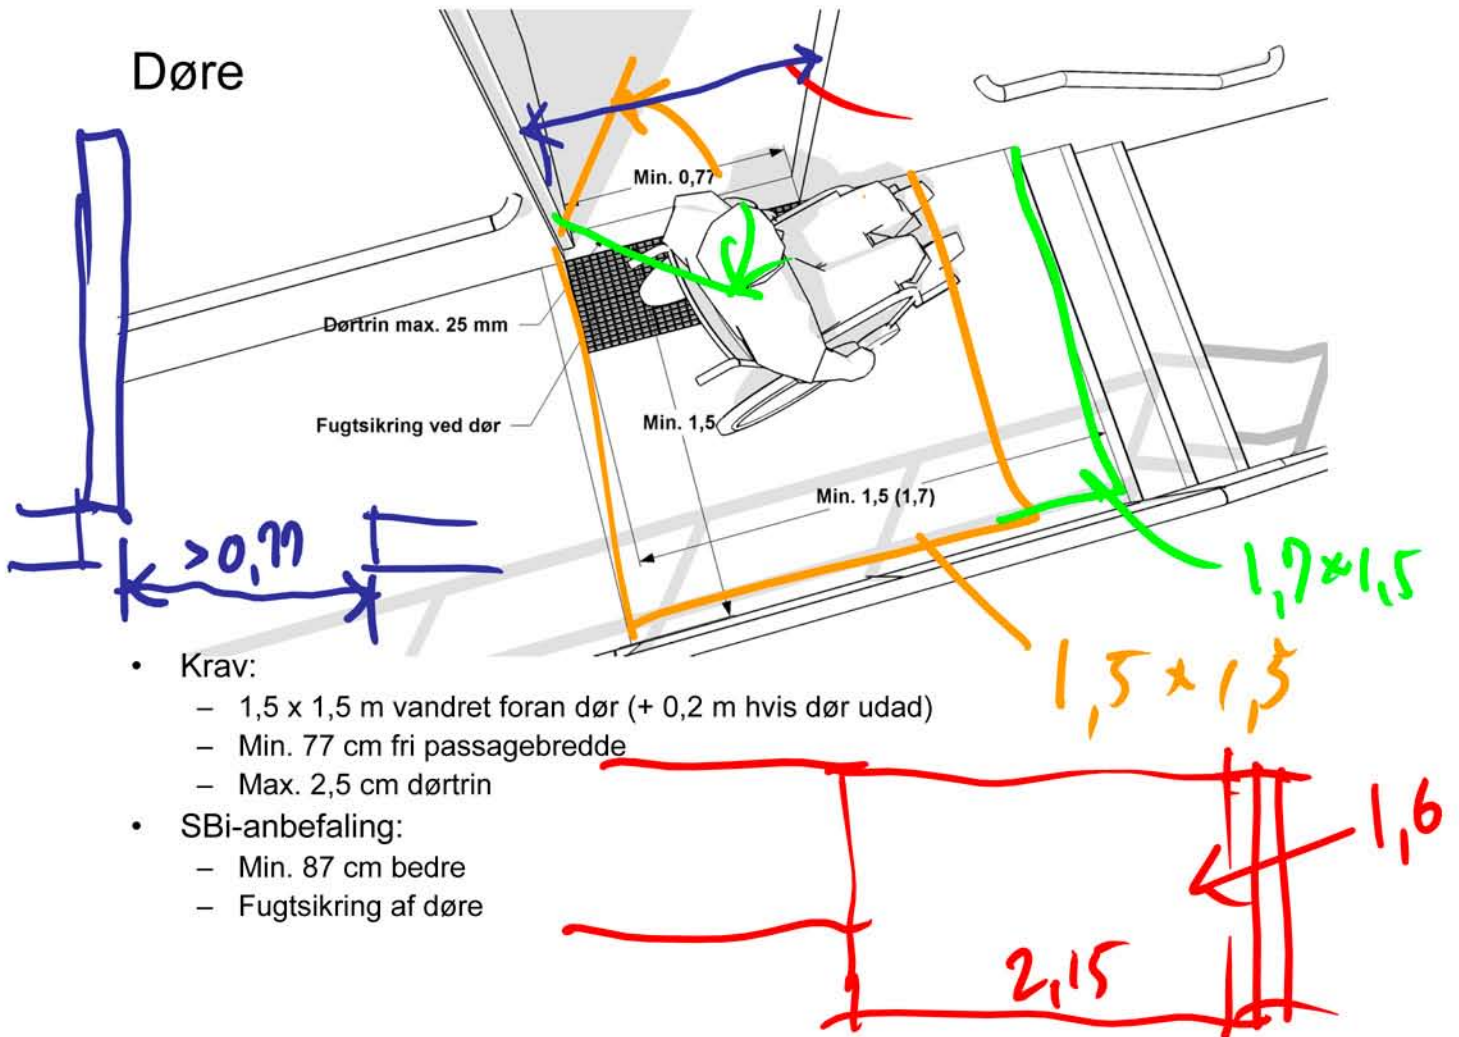 Døre
Min. 0,77
Dørtrin max. 25 mm
Fugtsikring ved dør
Min. 1,5
Min. 1,5 (1,7)
>0,77
1,7 x 1,5
1,5 x 1,5
• Krav:
– 1,5 x 1,5 m vandret foran dør (+ 0,2 m hvis dør udad)
– Min. 77 cm fri passagebredde
– Max. 2,5 cm dørtrin
• SBi-anbefaling:
– Min. 87 cm bedre
– Fugtsikring af døre
1,6
2,15